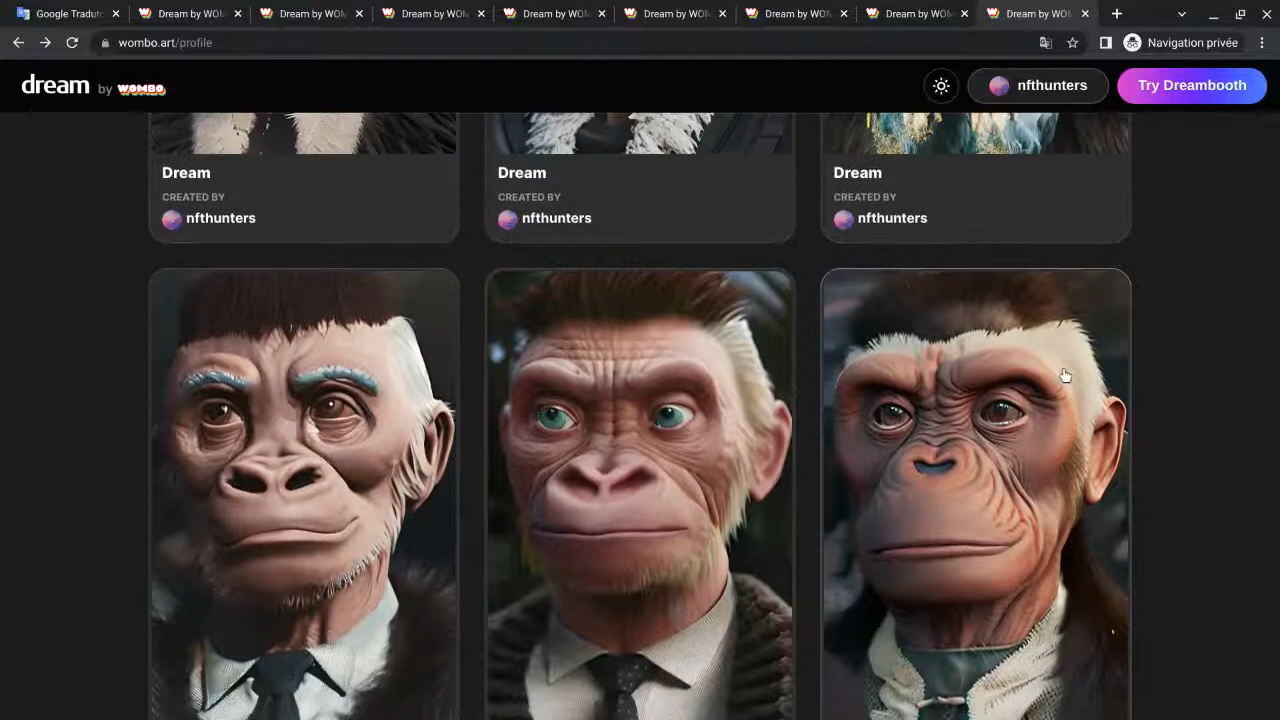 Google Tradutc
Dream by WOM
Dream by WOM
Dream by WOM
Dream by WOM
Dream by WOM
Dream by WOM
Dream by WOM
Dream by WOM
wombo.art/profile
Navigation privée
dream by WOMBO
nfthunters
Try Dreambooth
Dream
CREATED BY
nfthunters
Dream
CREATED BY
nfthunters
Dream
CREATED BY
nfthunters